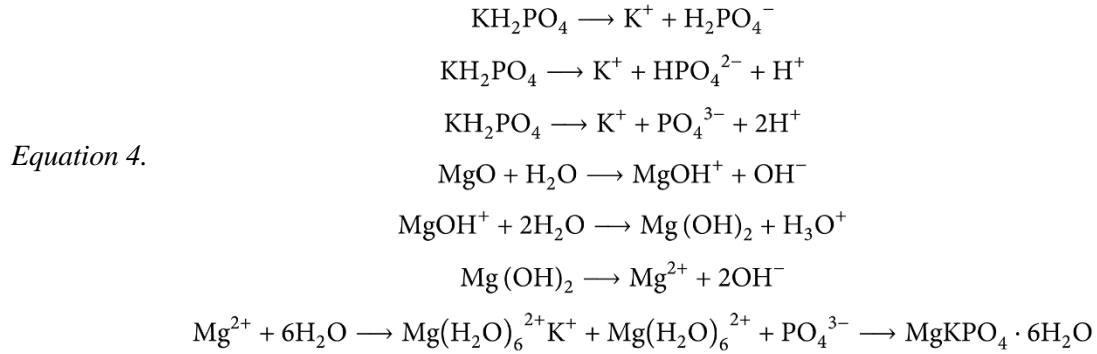 KH₂PO₄ ⟶ K⁺ + H₂PO₄⁻
KH₂PO₄ ⟶ K⁺ + HPO₄²⁻ + H⁺
KH₂PO₄ ⟶ K⁺ + PO₄³⁻ + 2H⁺
Equation 4.
MgO + H₂O ⟶ MgOH⁺ + OH⁻
MgOH⁺ + 2H₂O ⟶ Mg (OH)₂ + H₃O⁺
Mg (OH)₂ ⟶ Mg²⁺ + 2OH⁻
Mg²⁺ + 6H₂O ⟶ Mg(H₂O)₆²⁺K⁺ + Mg(H₂O)₆²⁺ + PO₄³⁻ ⟶ MgKPO₄ · 6H₂O